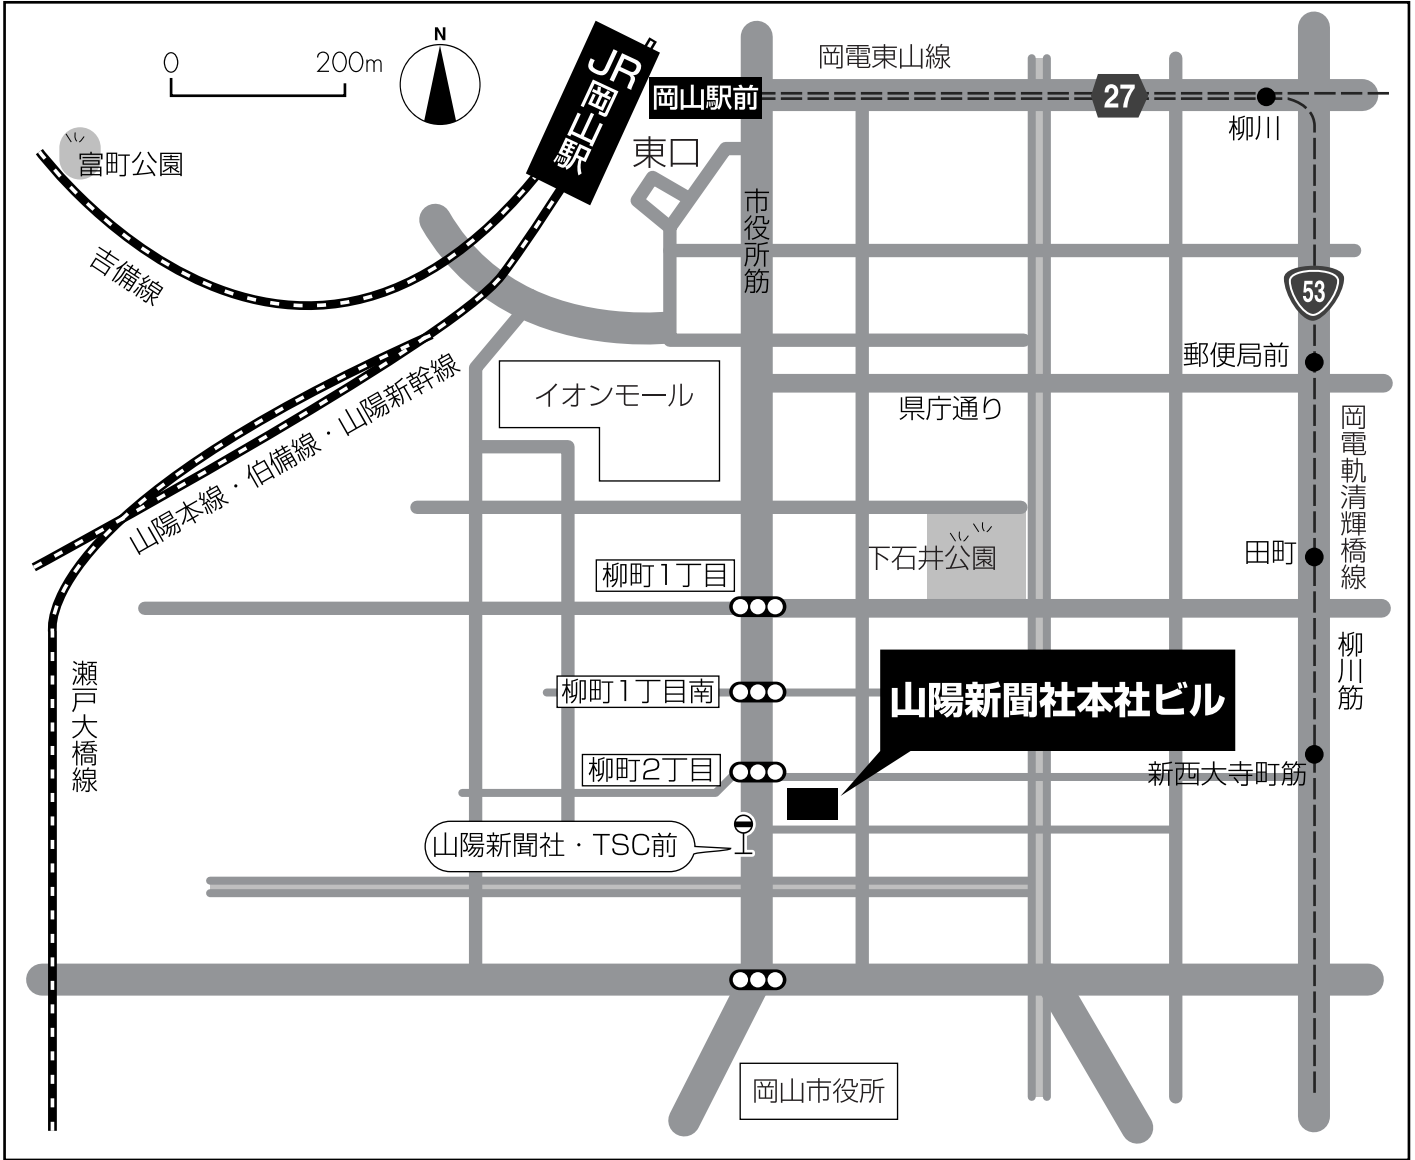 0 200m
N
JR岡山駅
岡山駅前
岡電東山線
27
柳川
富町公園
東口
市役所筋
吉備線
53
郵便局前
イオンモール
県庁通り
山陽本線・伯備線・山陽新幹線
岡電軌清輝橋線
下石井公園
田町
柳町1丁目
瀬戸大橋線
柳川筋
柳町1丁目南
山陽新聞社本社ビル
柳町2丁目
新西大寺町筋
山陽新聞社・TSC前
岡山市役所